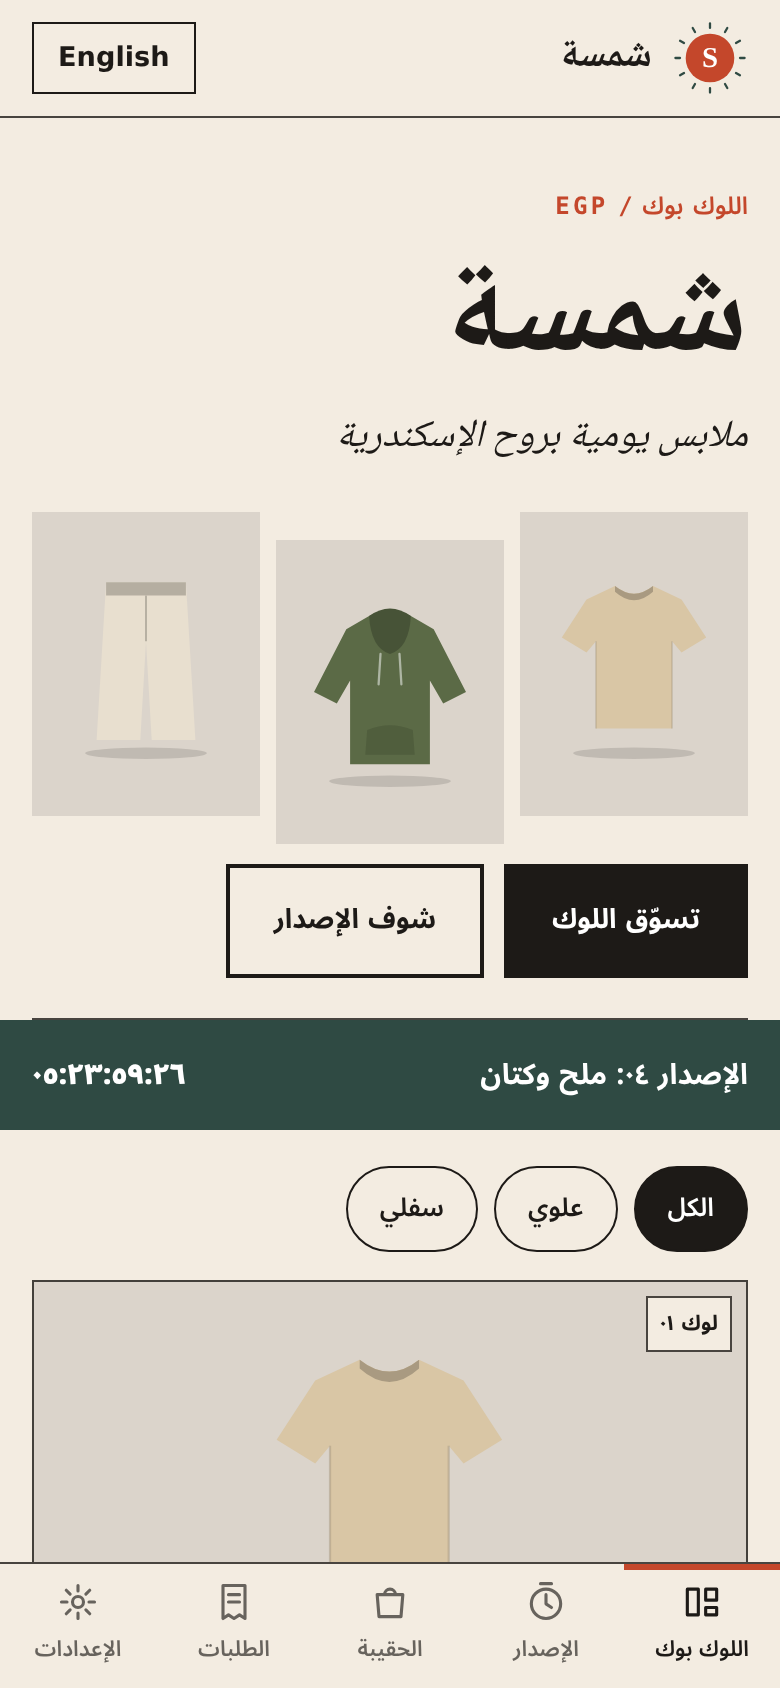 S شمسة
English
اللوك بوك / EGP
شمسة
ملابس يومية بروح الإسكندرية
تسوّق اللوك
شوف الإصدار
الإصدار ٠٤: ملح وكتان
٠٥:٢٣:٥٩:٢٦
الكل
علوي
سفلي
لوك ٠١
اللوك بوك
الإصدار
الحقيبة
الطلبات
الإعدادات